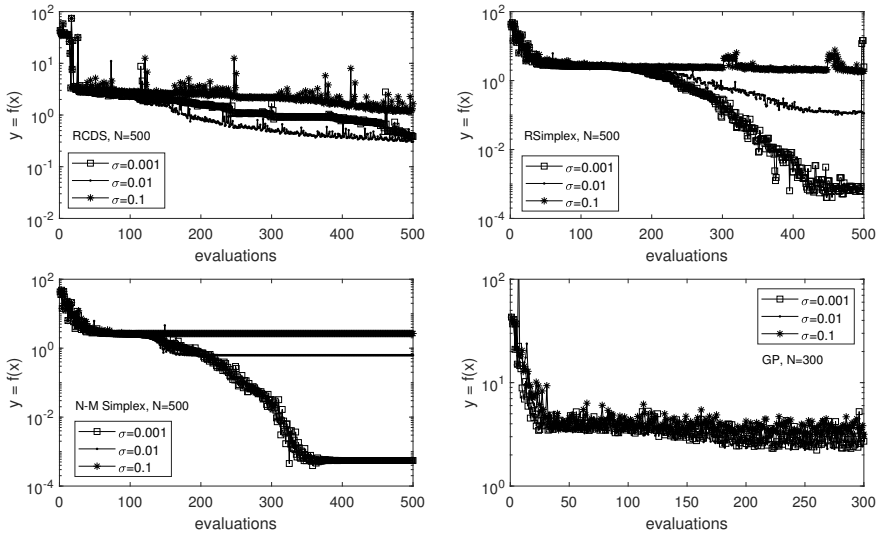 y = f(x)
10^2
10^1
10^0
10^-1
10^-2
RCDS, N=500
σ=0.001
σ=0.01
σ=0.1
0 100 200 300 400 500
evaluations
y = f(x)
10^2
10^0
10^-2
10^-4
RSimplex, N=500
σ=0.001
σ=0.01
σ=0.1
0 100 200 300 400 500
evaluations
y = f(x)
10^2
10^0
10^-2
10^-4
N-M Simplex, N=500
σ=0.001
σ=0.01
σ=0.1
0 100 200 300 400 500
evaluations
y = f(x)
10^2
10^1
10^0
σ=0.001
σ=0.01
σ=0.1
GP, N=300
0 50 100 150 200 250 300
evaluations